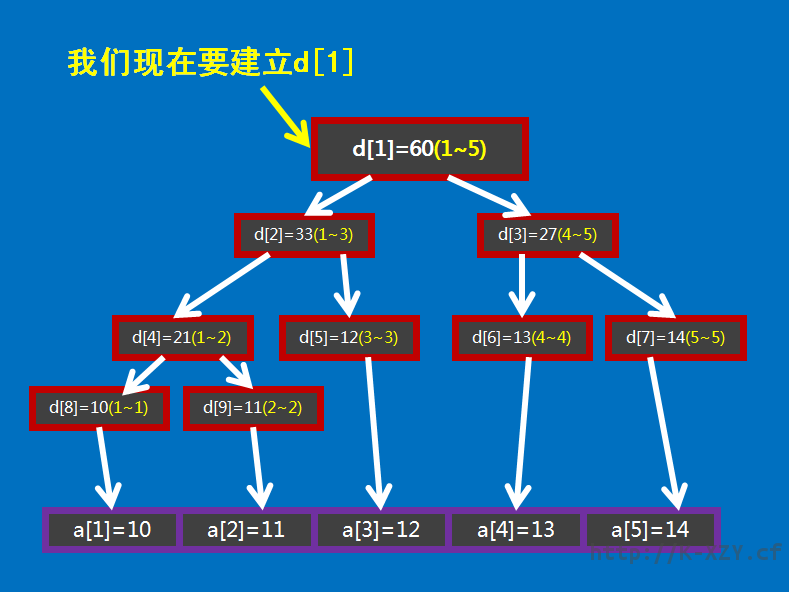 我们现在要建立d[1]
d[1]=60(1~5)
d[2]=33(1~3)
d[3]=27(4~5)
d[4]=21(1~2)
d[5]=12(3~3)
d[6]=13(4~4)
d[7]=14(5~5)
d[8]=10(1~1)
d[9]=11(2~2)
a[1]=10
a[2]=11
a[3]=12
a[4]=13
a[5]=14
http://K-XZY.cf